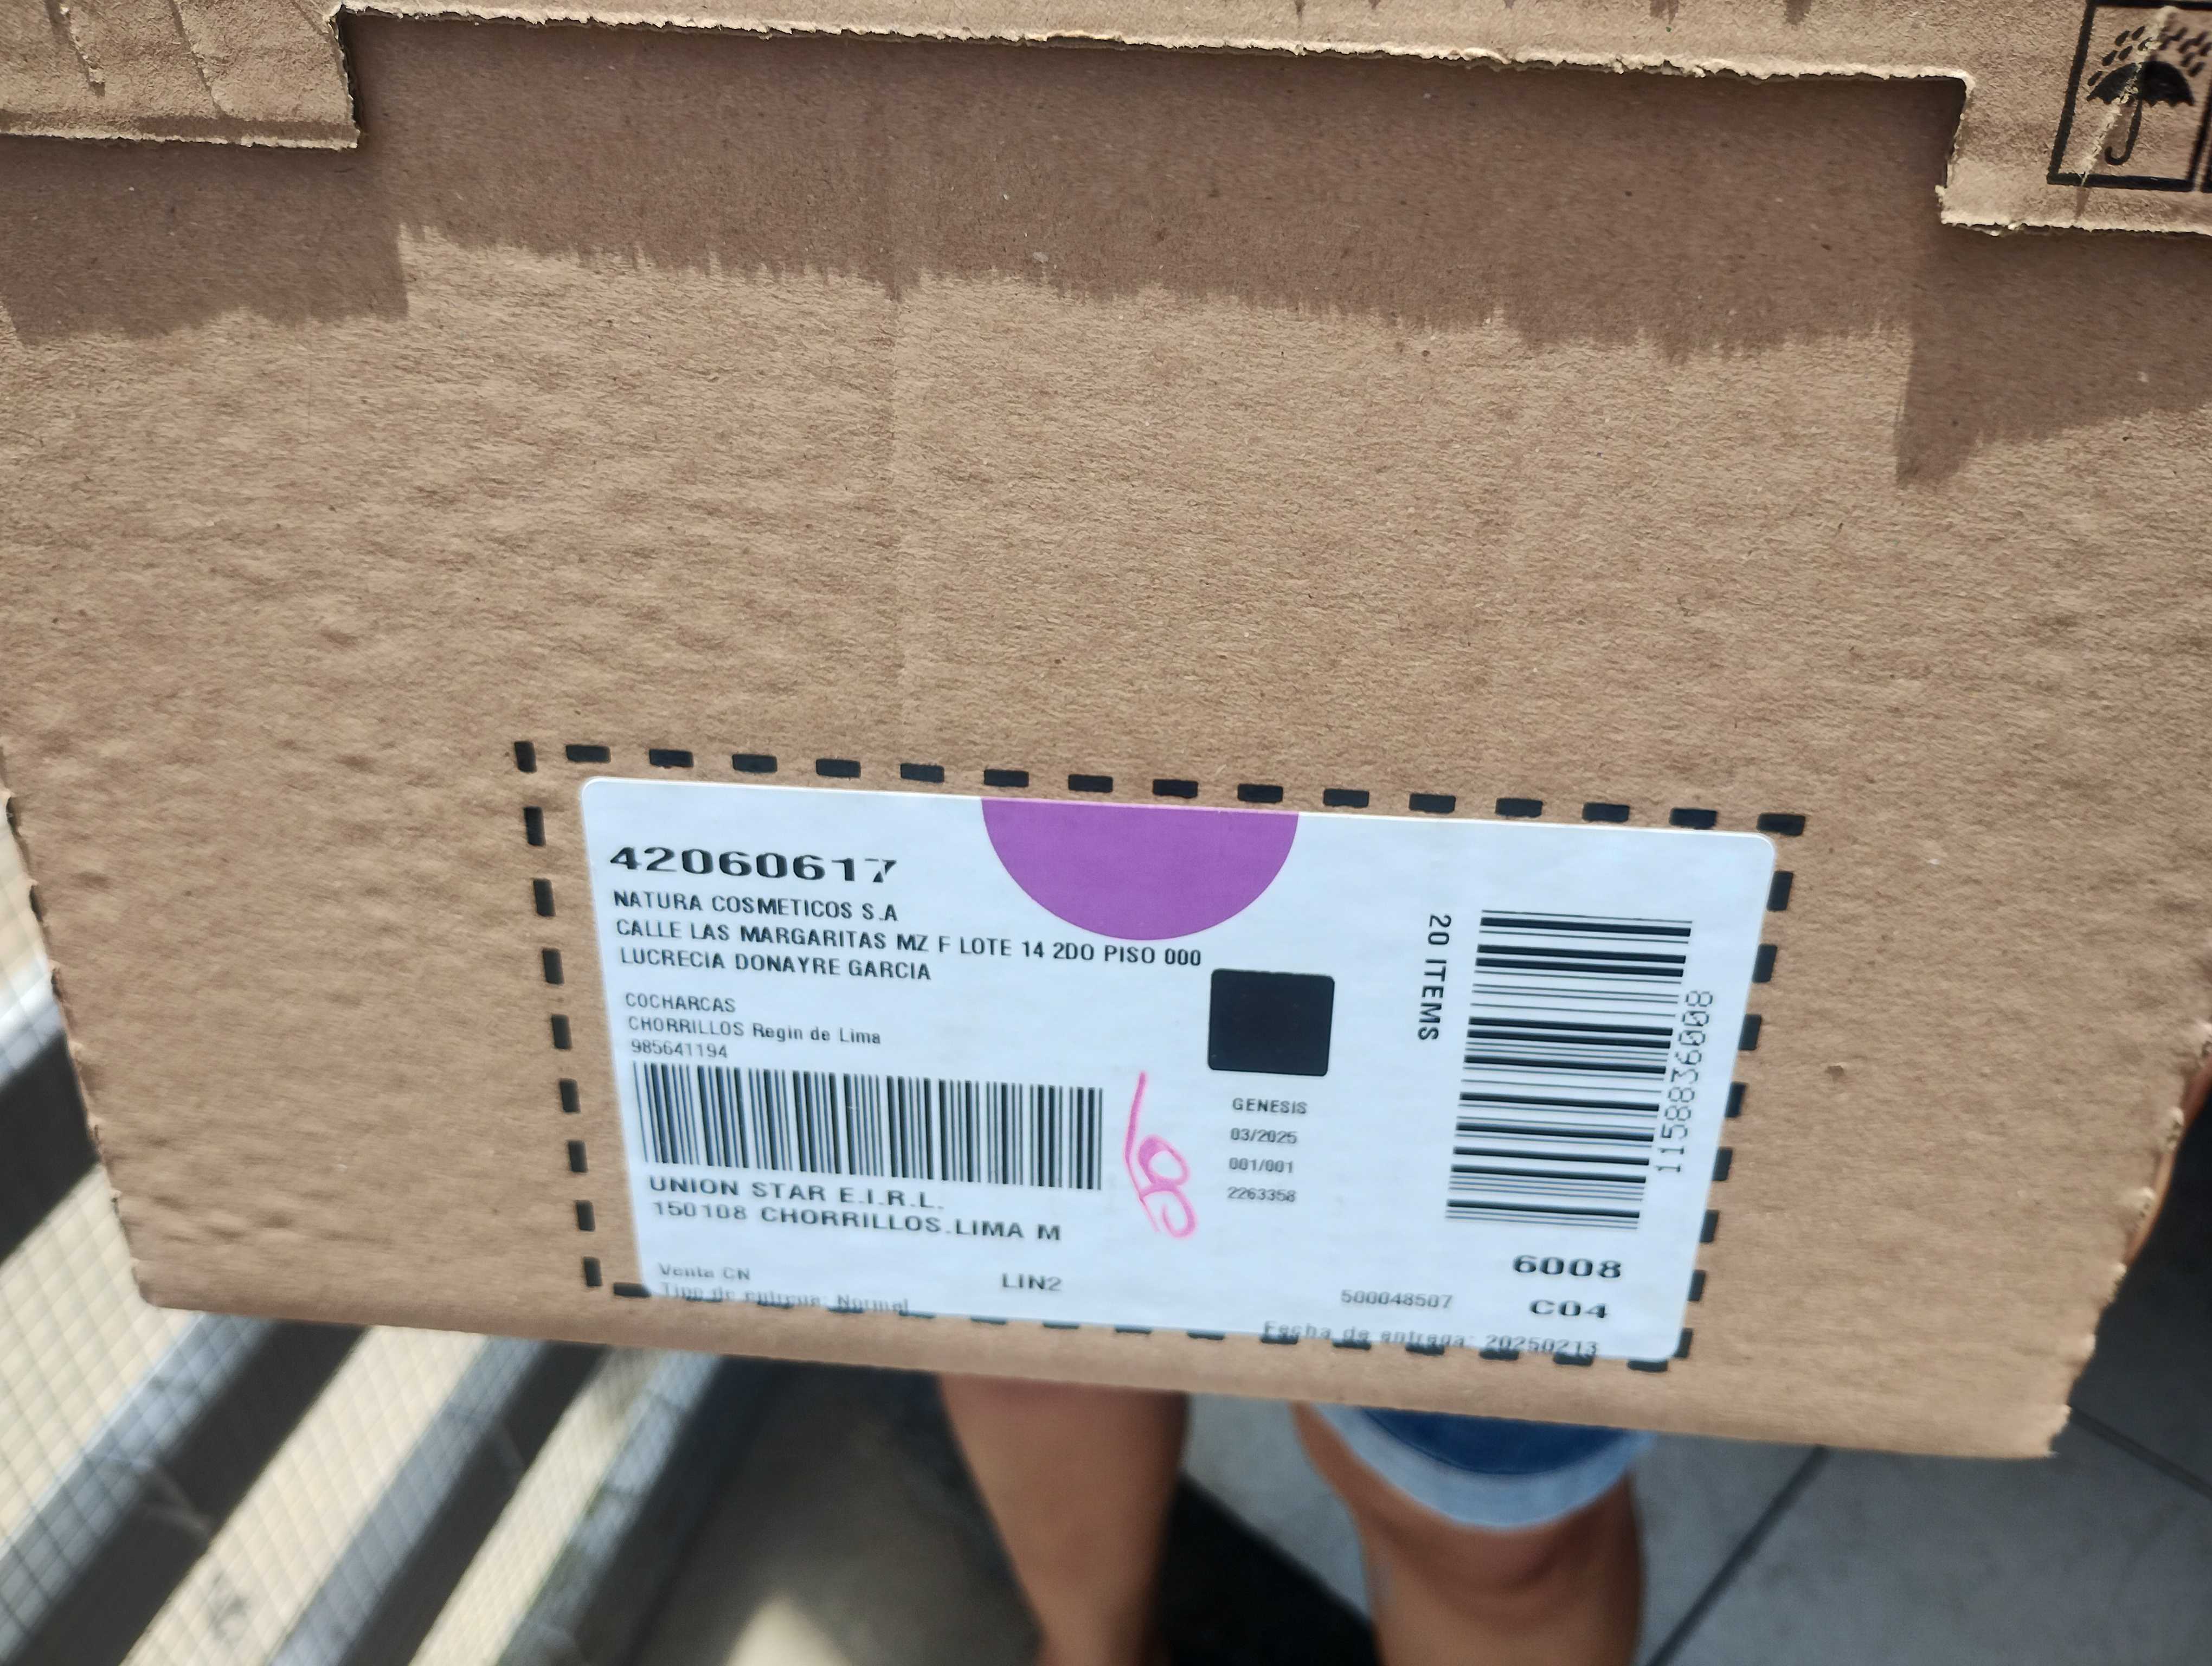 42060617
NATURA COSMETICOS S.A
CALLE LAS MARGARITAS MZ F LOTE 14 2DO PISO 000
LUCRECIA DONAYRE GARCIA
COCHARCAS
CHORRILLOS Regin de Lima
985641194
UNION STAR E.I.R.L.
150108 CHORRILLOS.LIMA M
Venta CN
LIN2
Tipo de entrega: Normal
GENESIS
03/2025
001/001
2263358
20 ITEMS
1158836008
6008
500048507
C04
Fecha de entrega: 20250213